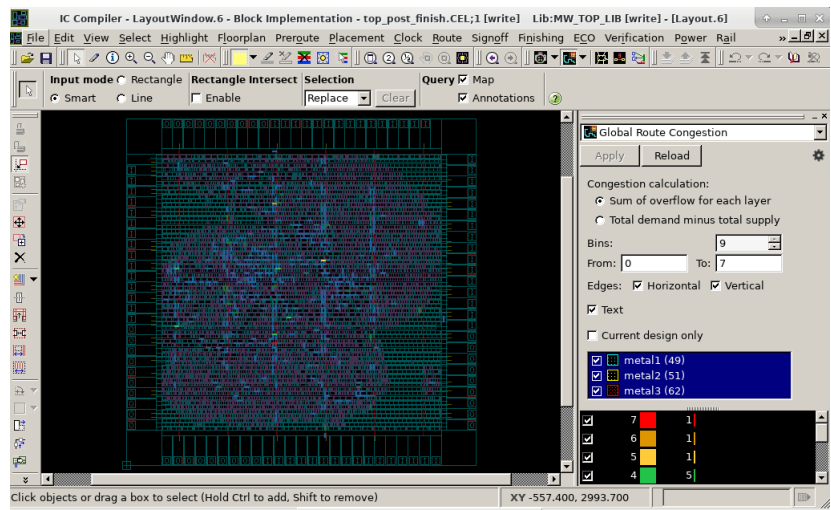 IC Compiler - LayoutWindow.6 - Block Implementation - top_post_finish.CEL;1 [write]   Lib:MW_TOP_LIB [write] - [Layout.6]
File Edit View Select Highlight Floorplan Preroute Placement Clock Route Signoff Finishing ECO Verification Power Rail »
Input mode Rectangle Rectangle Intersect Selection Query Map
Smart Line Enable Replace Clear Annotations
Global Route Congestion
Apply Reload
Congestion calculation:
Sum of overflow for each layer
Total demand minus total supply
Bins: 9
From: 0 To: 7
Edges: Horizontal Vertical
Text
Current design only
metal1 (49)
metal2 (51)
metal3 (62)
7 1
6 1
5 1
4 5
Click objects or drag a box to select (Hold Ctrl to add, Shift to remove) XY -557.400, 2993.700